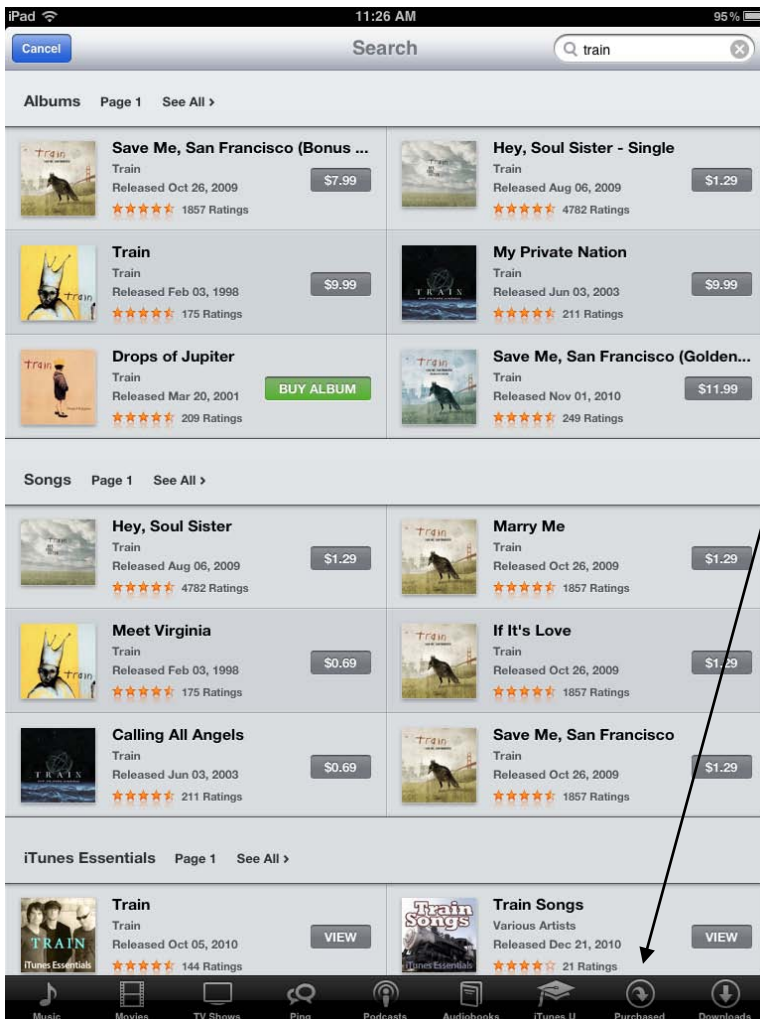 iPad 11:26 AM 95%
Cancel Search train
Albums Page 1 See All >
Save Me, San Francisco (Bonus ...
Train
Released Oct 26, 2009
1857 Ratings
$7.99
Hey, Soul Sister - Single
Train
Released Aug 06, 2009
4782 Ratings
$1.29
Train
Train
Released Feb 03, 1998
175 Ratings
$9.99
My Private Nation
Train
Released Jun 03, 2003
211 Ratings
$9.99
Drops of Jupiter
Train
Released Mar 20, 2001
209 Ratings
BUY ALBUM
Save Me, San Francisco (Golden...
Train
Released Nov 01, 2010
249 Ratings
$11.99
Songs Page 1 See All >
Hey, Soul Sister
Train
Released Aug 06, 2009
4782 Ratings
$1.29
Marry Me
Train
Released Oct 26, 2009
1857 Ratings
$1.29
Meet Virginia
Train
Released Feb 03, 1998
175 Ratings
$0.69
If It's Love
Train
Released Oct 26, 2009
1857 Ratings
$1.29
Calling All Angels
Train
Released Jun 03, 2003
211 Ratings
$0.69
Save Me, San Francisco
Train
Released Oct 26, 2009
1857 Ratings
$1.29
iTunes Essentials Page 1 See All >
TRAIN
iTunes Essentials
Train
Train
Released Oct 05, 2010
144 Ratings
VIEW
Train
Songs
iTunes Essentials
Train Songs
Various Artists
Released Dec 21, 2010
21 Ratings
VIEW
Music Movies TV Shows Ping Podcasts Audiobooks iTunes U Purchased Downloads